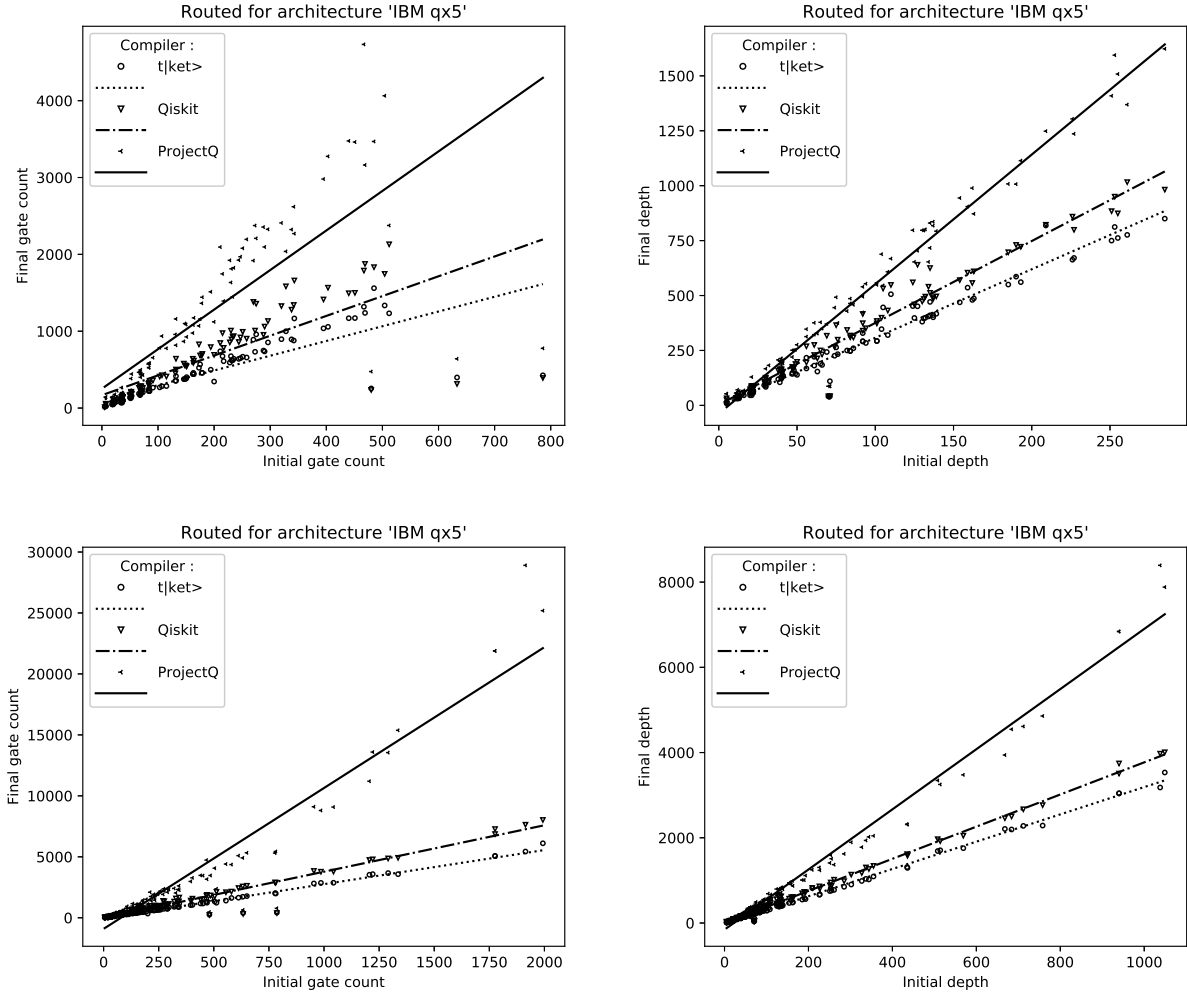 Routed for architecture 'IBM qx5'
Final gate count
4000
3000
2000
1000
0
Compiler :
t|ket>
Qiskit
ProjectQ
0 100 200 300 400 500 600 700 800
Initial gate count
Routed for architecture 'IBM qx5'
Final depth
1500
1250
1000
750
500
250
0
Compiler :
t|ket>
Qiskit
ProjectQ
0 50 100 150 200 250
Initial depth
Routed for architecture 'IBM qx5'
Final gate count
30000
25000
20000
15000
10000
5000
0
Compiler :
t|ket>
Qiskit
ProjectQ
0 250 500 750 1000 1250 1500 1750 2000
Initial gate count
Routed for architecture 'IBM qx5'
Final depth
8000
6000
4000
2000
0
Compiler :
t|ket>
Qiskit
ProjectQ
0 200 400 600 800 1000
Initial depth